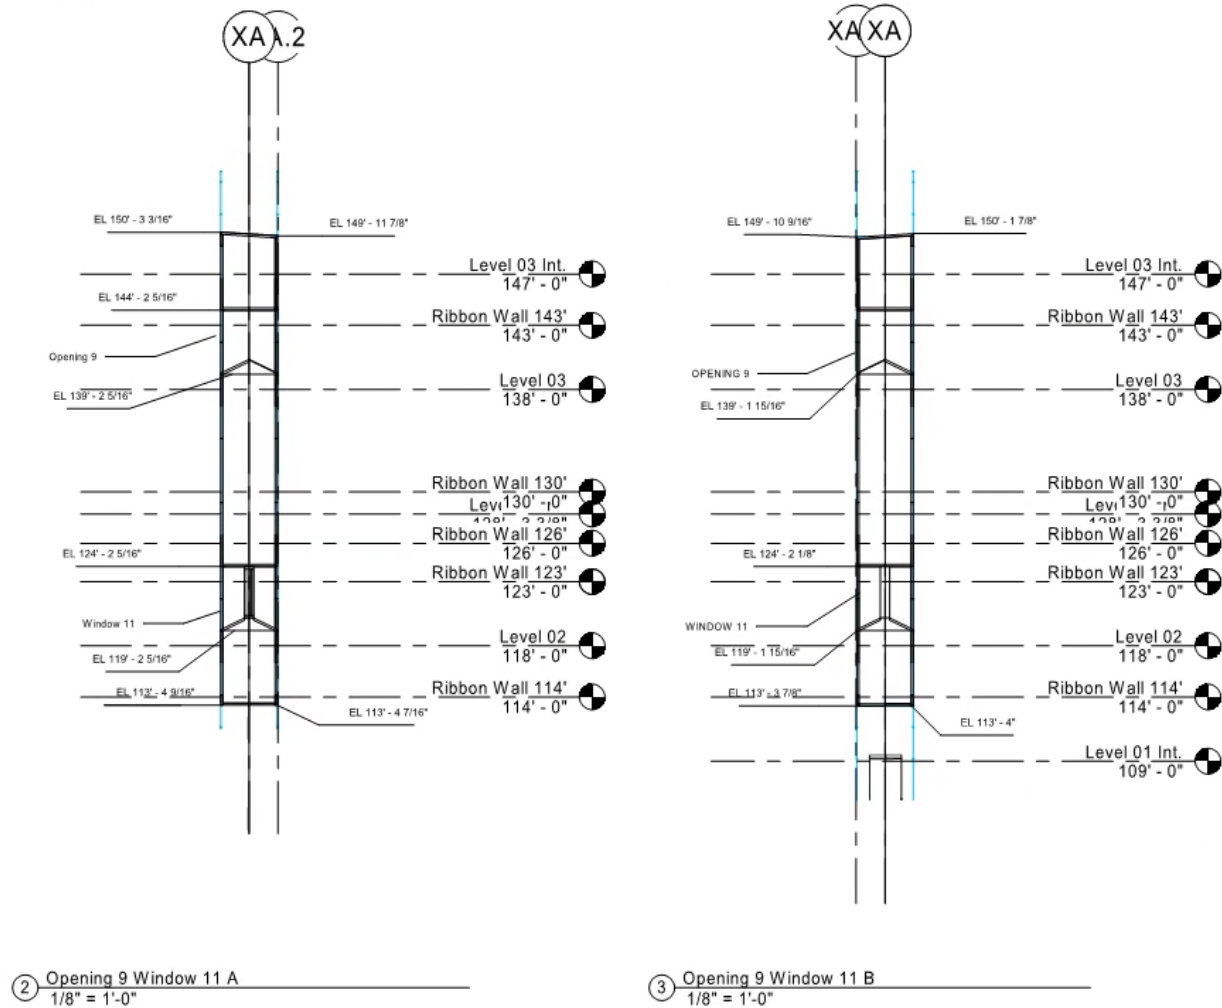 XA
A.2
EL 150' - 3 3/16"
EL 149' - 11 7/8"
Level 03 Int.
147' - 0"
EL 144' - 2 5/16"
Ribbon Wall 143'
143' - 0"
Opening 9
Level 03
138' - 0"
EL 139' - 2 5/16"
Ribbon Wall 130'
130' - 0"
Ribbon Wall 126'
126' - 0"
EL 124' - 2 5/16"
Ribbon Wall 123'
123' - 0"
Window 11
Level 02
118' - 0"
EL 119' - 2 5/16"
Ribbon Wall 114'
114' - 0"
EL 113' - 4 9/16"
EL 113' - 4 7/16"
2
Opening 9 Window 11 A
1/8" = 1'-0"
XA
XA
EL 149' - 10 9/16"
EL 150' - 1 7/8"
Level 03 Int.
147' - 0"
Ribbon Wall 143'
143' - 0"
OPENING 9
Level 03
138' - 0"
EL 139' - 1 15/16"
Ribbon Wall 130'
130' - 0"
Ribbon Wall 126'
126' - 0"
EL 124' - 2 1/8"
Ribbon Wall 123'
123' - 0"
WINDOW 11
Level 02
118' - 0"
EL 119' - 1 15/16"
Ribbon Wall 114'
114' - 0"
EL 113' - 3 7/8"
EL 113' - 4"
Level 01 Int.
109' - 0"
3
Opening 9 Window 11 B
1/8" = 1'-0"